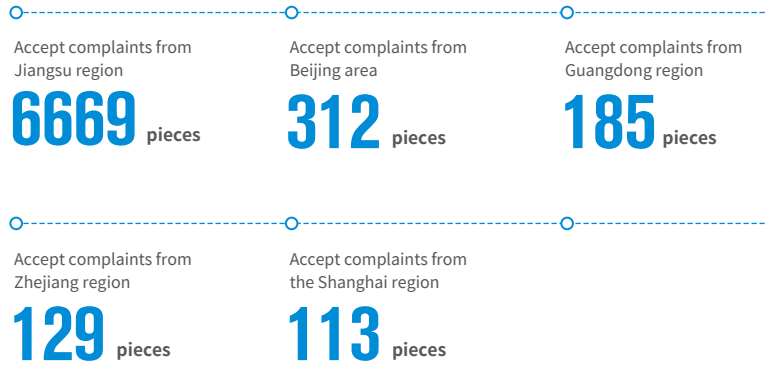 Accept complaints from
Jiangsu region
6669 pieces
Accept complaints from
Beijing area
312 pieces
Accept complaints from
Guangdong region
185 pieces
Accept complaints from
Zhejiang region
129 pieces
Accept complaints from
the Shanghai region
113 pieces